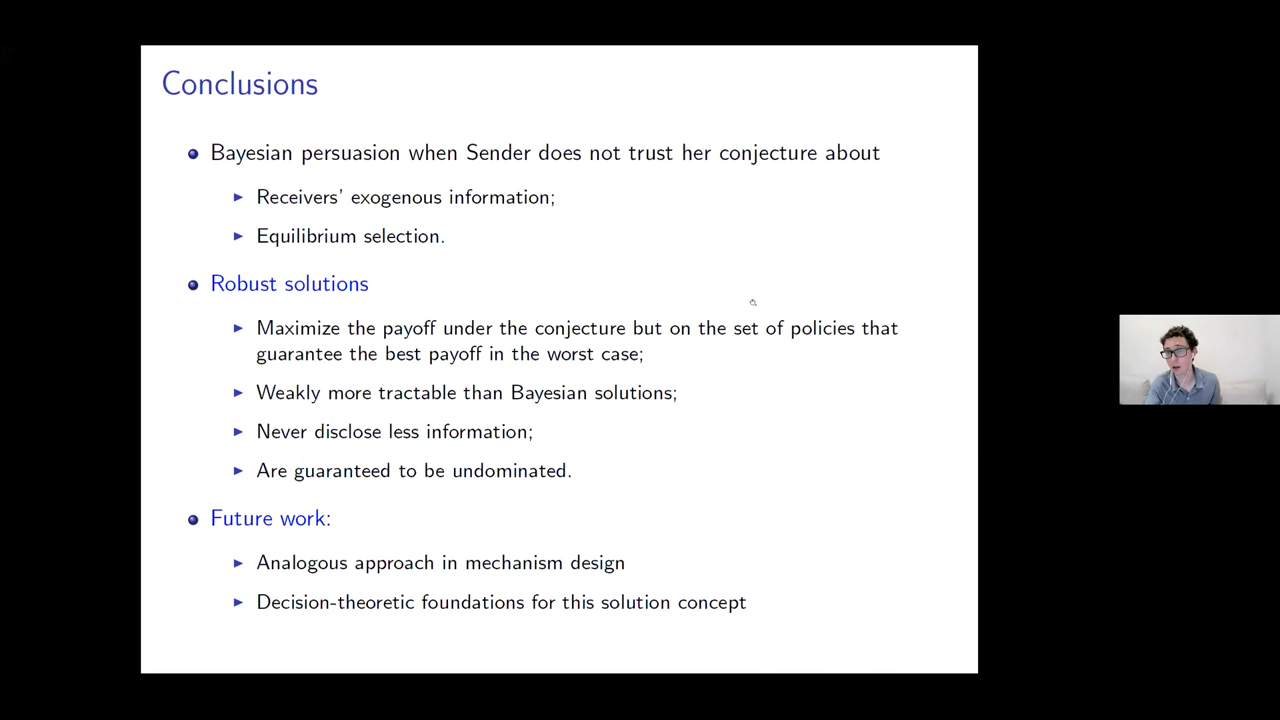 Conclusions
Bayesian persuasion when Sender does not trust her conjecture about
Receivers' exogenous information;
Equilibrium selection.
Robust solutions
Maximize the payoff under the conjecture but on the set of policies that
guarantee the best payoff in the worst case;
Weakly more tractable than Bayesian solutions;
Never disclose less information;
Are guaranteed to be undominated.
Future work:
Analogous approach in mechanism design
Decision-theoretic foundations for this solution concept